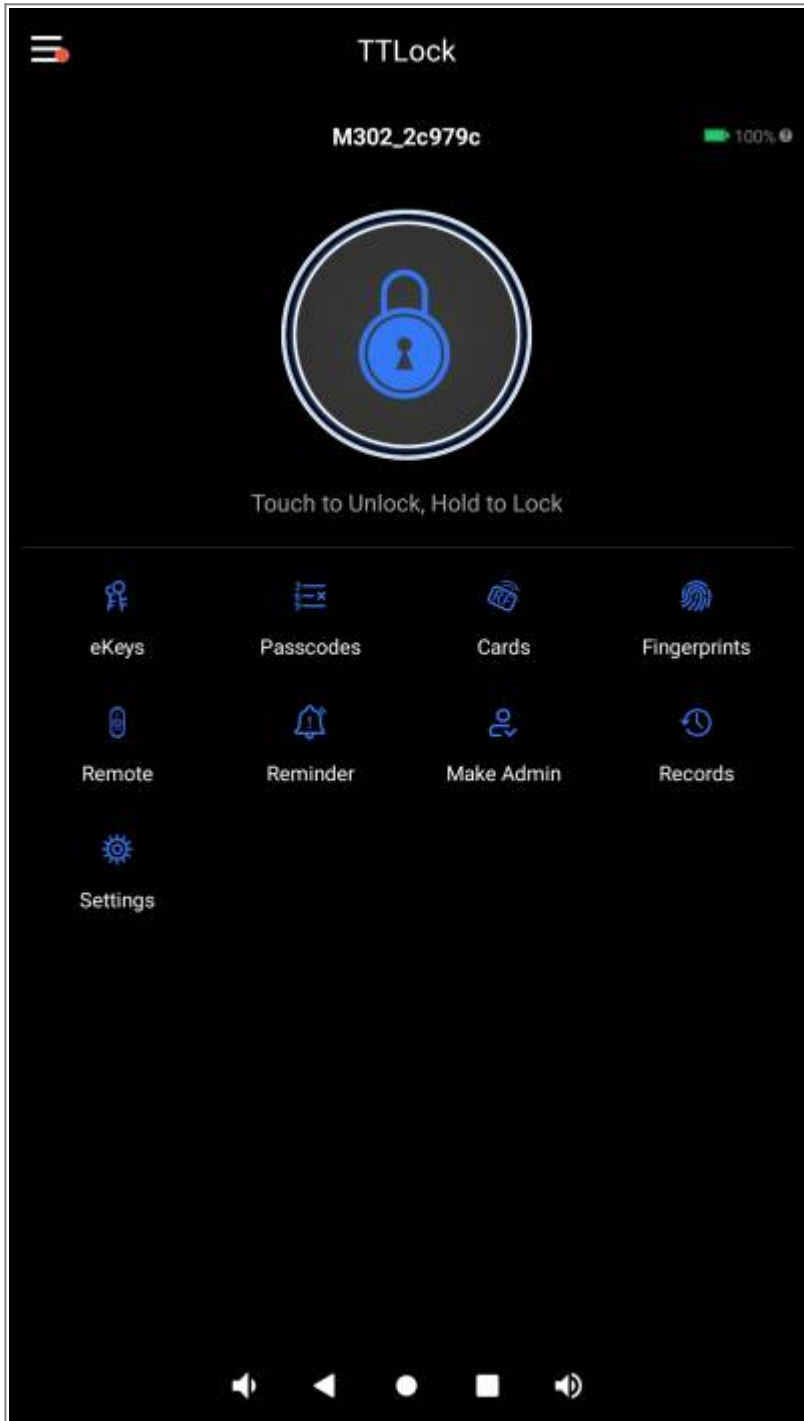 TTLock
M302_2c979c 100%
Touch to Unlock, Hold to Lock
eKeys Passcodes Cards Fingerprints
Remote Reminder Make Admin Records
Settings